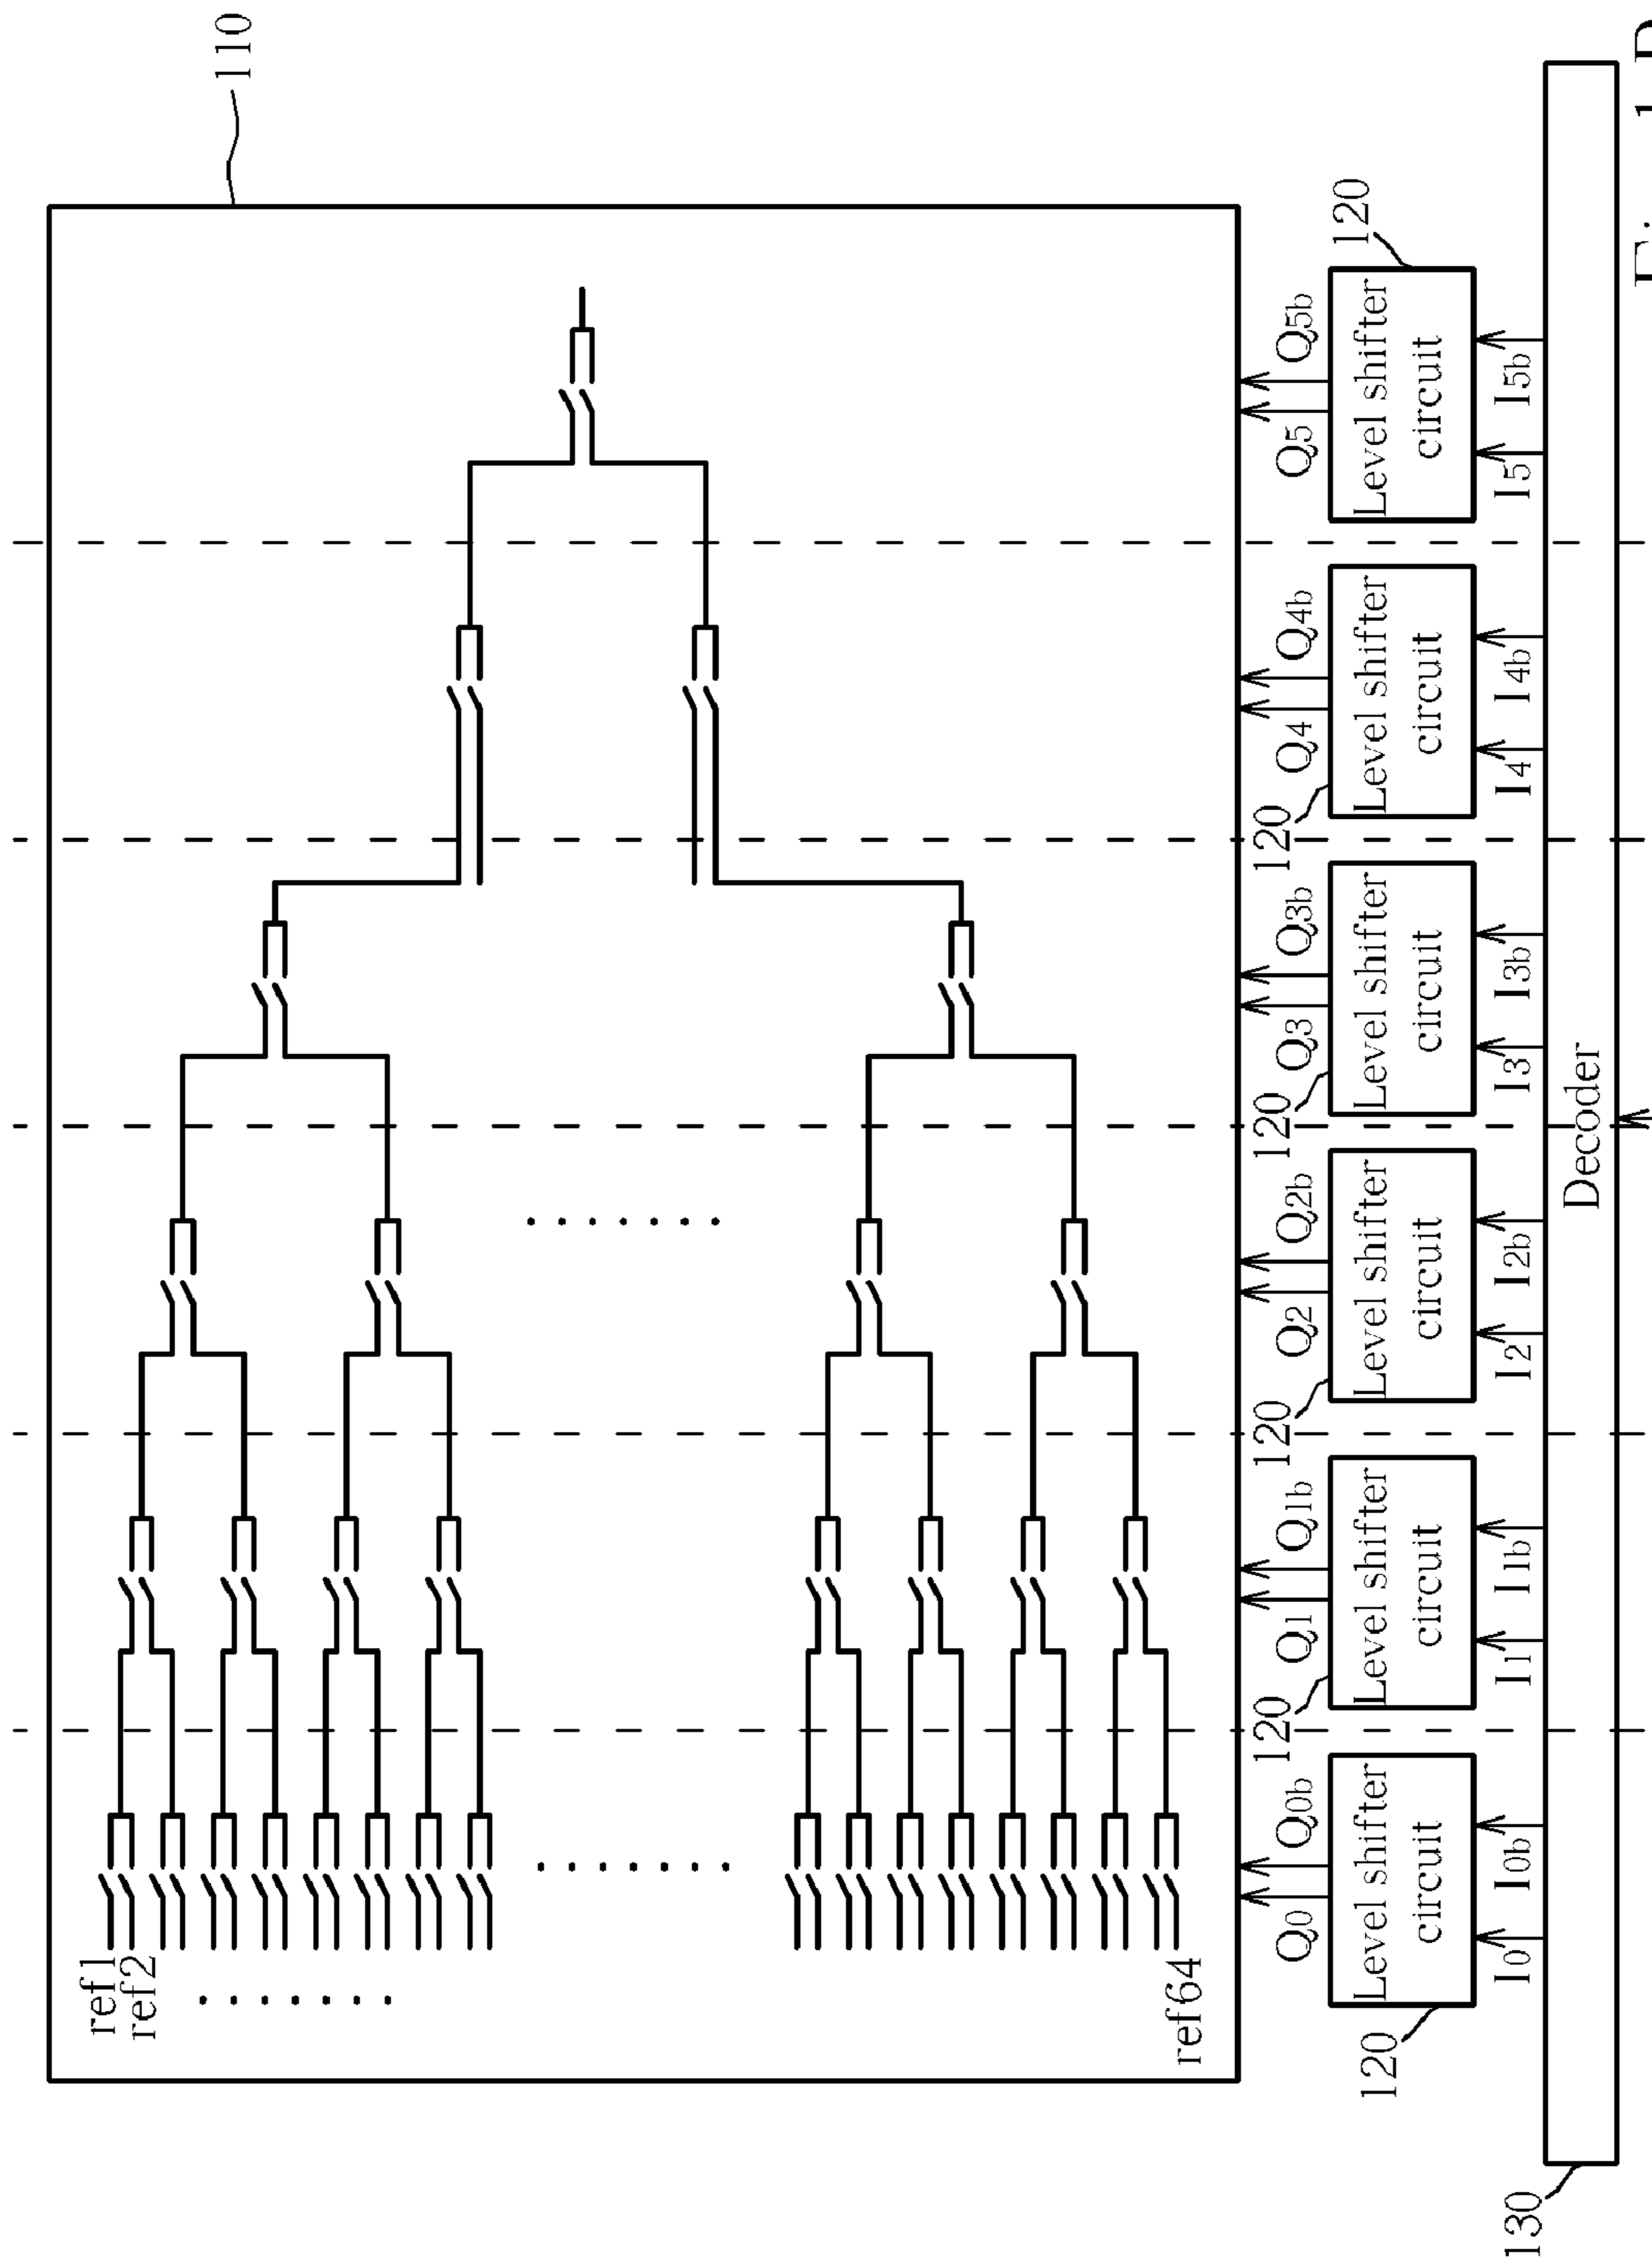 110
ref1
ref2
ref64
Q0
Q0b
Q1
Q1b
Q2
Q2b
Q3
Q3b
Q4
Q4b
Q5
Q5b
120
120
120
120
120
120
Level shifter
circuit
Level shifter
circuit
Level shifter
circuit
Level shifter
circuit
Level shifter
circuit
Level shifter
circuit
I0
I0b
I1
I1b
I2
I2b
I3
I3b
I4
I4b
I5
I5b
130
Decoder